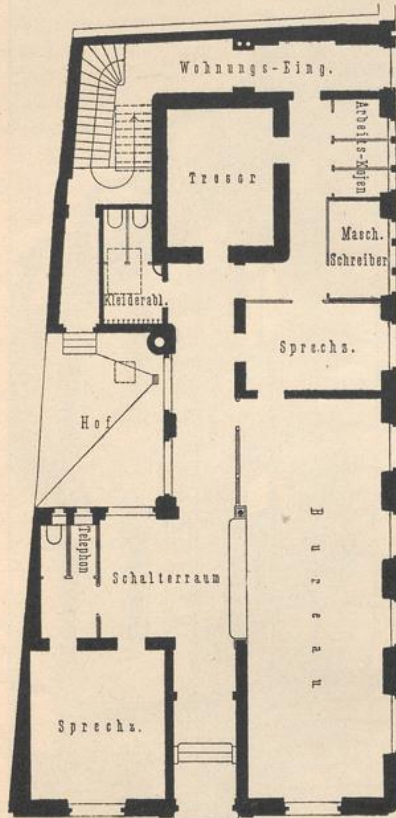 Wohnungs-Eing.
Arbeits-Kojen
Tresor
Masch.
Schreiber
Kleiderabl.
Sprechz.
Hof
Telephon
Bureau
Schalterraum
Sprechz.